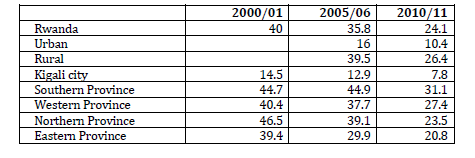 2000/01 2005/06 2010/11
Rwanda 40 35.8 24.1
Urban 16 10.4
Rural 39.5 26.4
Kigali city 14.5 12.9 7.8
Southern Province 44.7 44.9 31.1
Western Province 40.4 37.7 27.4
Northern Province 46.5 39.1 23.5
Eastern Province 39.4 29.9 20.8